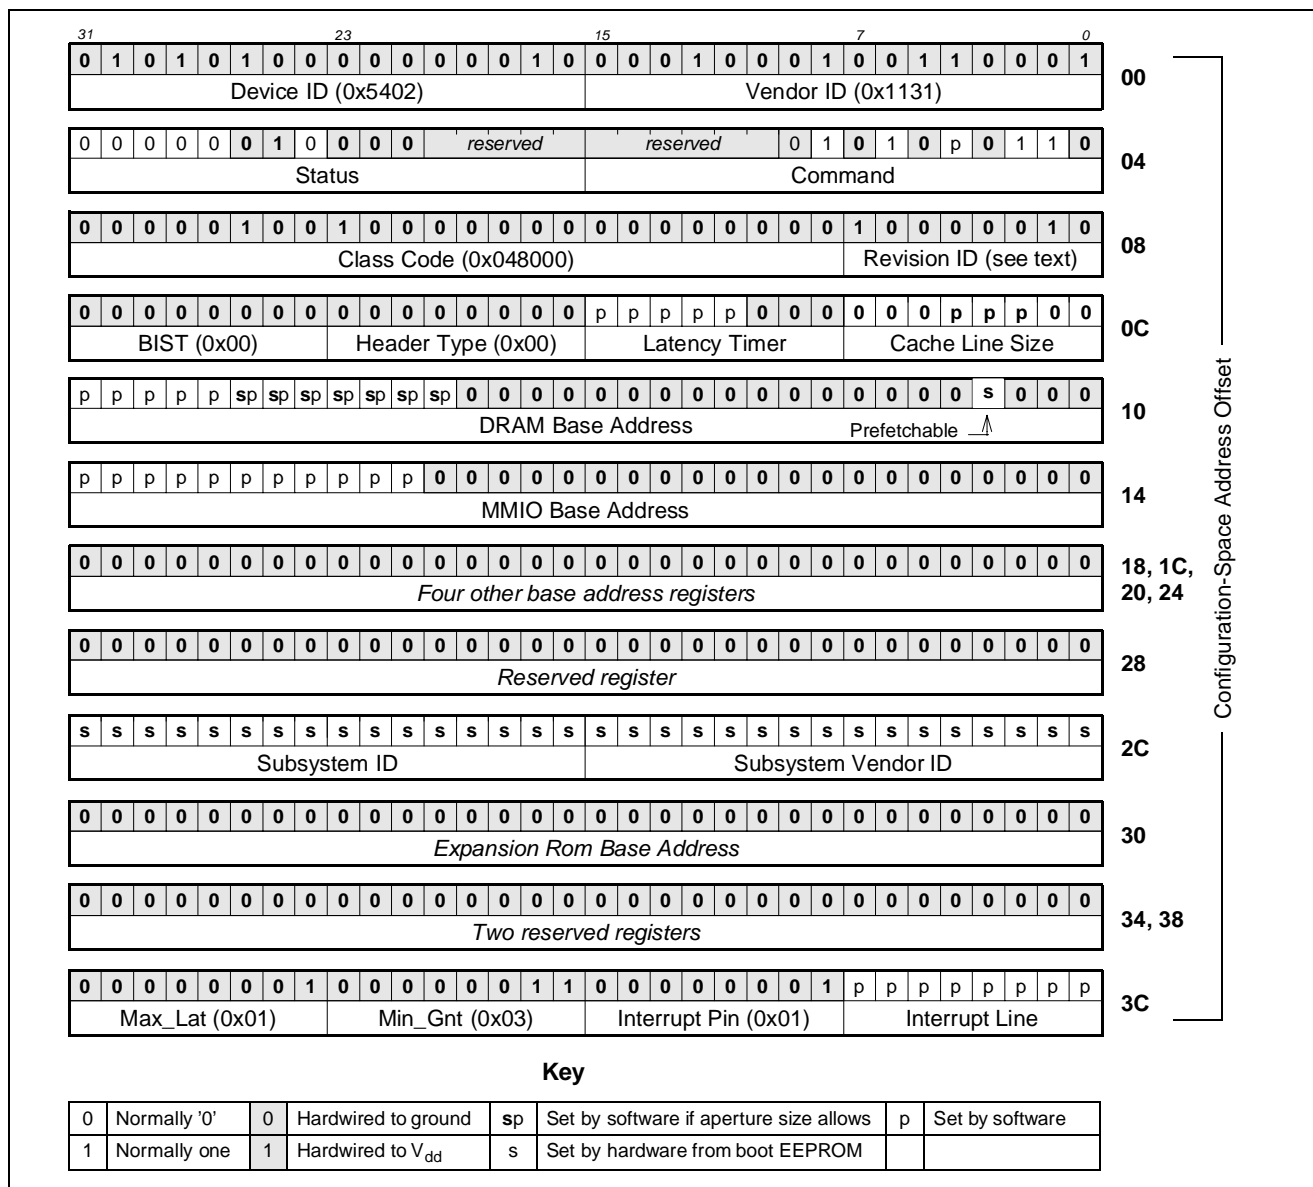 31 23 15 7 0
0 1 0 1 0 1 0 0 0 0 0 0 0 0 1 0 0 0 0 1 0 0 0 1 0 0 1 1 0 0 0 1
Device ID (0x5402) Vendor ID (0x1131)
00
0 0 0 0 0 0 1 0 0 0 0 reserved reserved 0 1 0 1 0 p 0 1 1 0
Status Command
04
0 0 0 0 0 1 0 0 1 0 0 0 0 0 0 0 0 0 0 0 0 0 0 0 1 0 0 0 0 0 1 0
Class Code (0x048000) Revision ID (see text)
08
0 0 0 0 0 0 0 0 0 0 0 0 0 0 0 0 p p p p p 0 0 0 0 0 0 p p p 0 0
BIST (0x00) Header Type (0x00) Latency Timer Cache Line Size
0C
p p p p p sp sp sp sp sp sp sp 0 0 0 0 0 0 0 0 0 0 0 0 0 0 0 0 s 0 0 0
DRAM Base Address Prefetchable
10
p p p p p p p p p p p 0 0 0 0 0 0 0 0 0 0 0 0 0 0 0 0 0 0 0 0 0
MMIO Base Address
14
0 0 0 0 0 0 0 0 0 0 0 0 0 0 0 0 0 0 0 0 0 0 0 0 0 0 0 0 0 0 0 0
Four other base address registers
18, 1C,
20, 24
0 0 0 0 0 0 0 0 0 0 0 0 0 0 0 0 0 0 0 0 0 0 0 0 0 0 0 0 0 0 0 0
Reserved register
28
s s s s s s s s s s s s s s s s s s s s s s s s s s s s s s s s
Subsystem ID Subsystem Vendor ID
2C
0 0 0 0 0 0 0 0 0 0 0 0 0 0 0 0 0 0 0 0 0 0 0 0 0 0 0 0 0 0 0 0
Expansion Rom Base Address
30
0 0 0 0 0 0 0 0 0 0 0 0 0 0 0 0 0 0 0 0 0 0 0 0 0 0 0 0 0 0 0 0
Two reserved registers
34, 38
0 0 0 0 0 0 0 1 0 0 0 0 0 0 1 1 0 0 0 0 0 0 0 1 p p p p p p p p
Max_Lat (0x01) Min_Gnt (0x03) Interrupt Pin (0x01) Interrupt Line
3C
Configuration-Space Address Offset
Key
0 Normally '0' 0 Hardwired to ground sp Set by software if aperture size allows p Set by software
1 Normally one 1 Hardwired to Vdd s Set by hardware from boot EEPROM